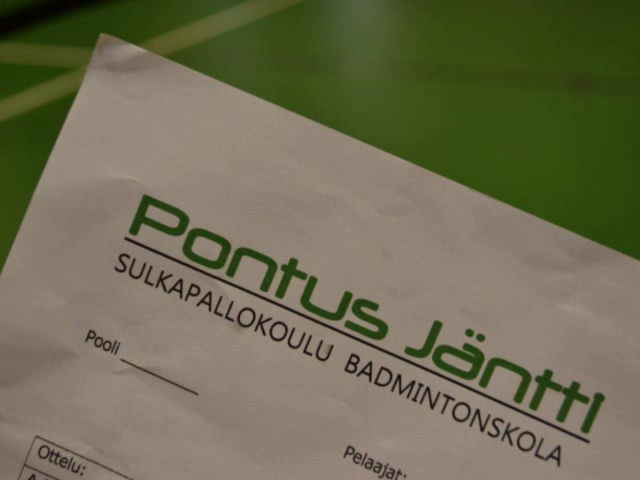 Pontus Jäntti
SULKAPALLOKOULU BADMINTONSKOLA
Pooli
Pelaajat:
Ottelu: